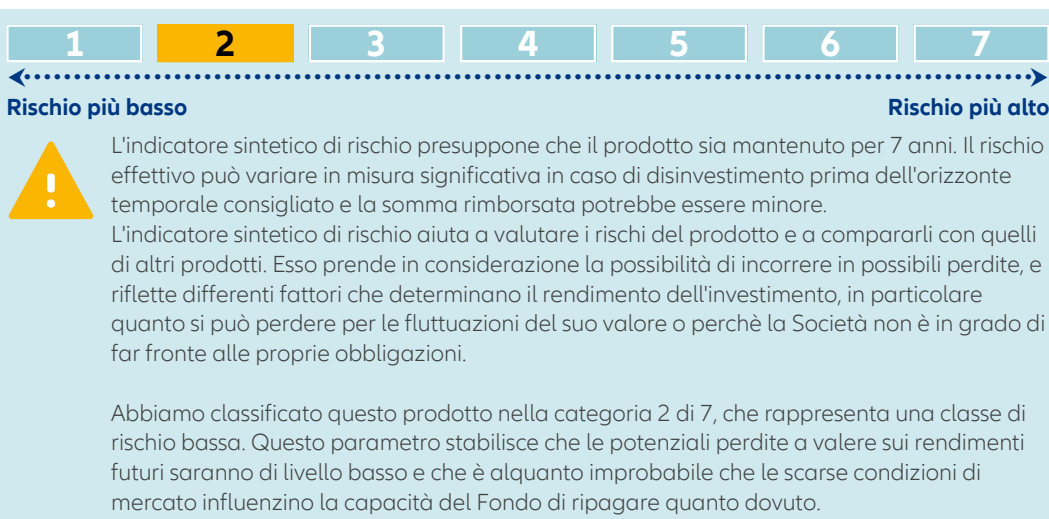 1 2 3 4 5 6 7
Rischio più basso Rischio più alto
L'indicatore sintetico di rischio presuppone che il prodotto sia mantenuto per 7 anni. Il rischio
effettivo può variare in misura significativa in caso di disinvestimento prima dell'orizzonte
temporale consigliato e la somma rimborsata potrebbe essere minore.
L'indicatore sintetico di rischio aiuta a valutare i rischi del prodotto e a compararli con quelli
di altri prodotti. Esso prende in considerazione la possibilità di incorrere in possibili perdite, e
riflette differenti fattori che determinano il rendimento dell'investimento, in particolare
quanto si può perdere per le fluttuazioni del suo valore o perchè la Società non è in grado di
far fronte alle proprie obbligazioni.
Abbiamo classificato questo prodotto nella categoria 2 di 7, che rappresenta una classe di
rischio bassa. Questo parametro stabilisce che le potenziali perdite a valere sui rendimenti
futuri saranno di livello basso e che è alquanto improbabile che le scarse condizioni di
mercato influenzino la capacità del Fondo di ripagare quanto dovuto.